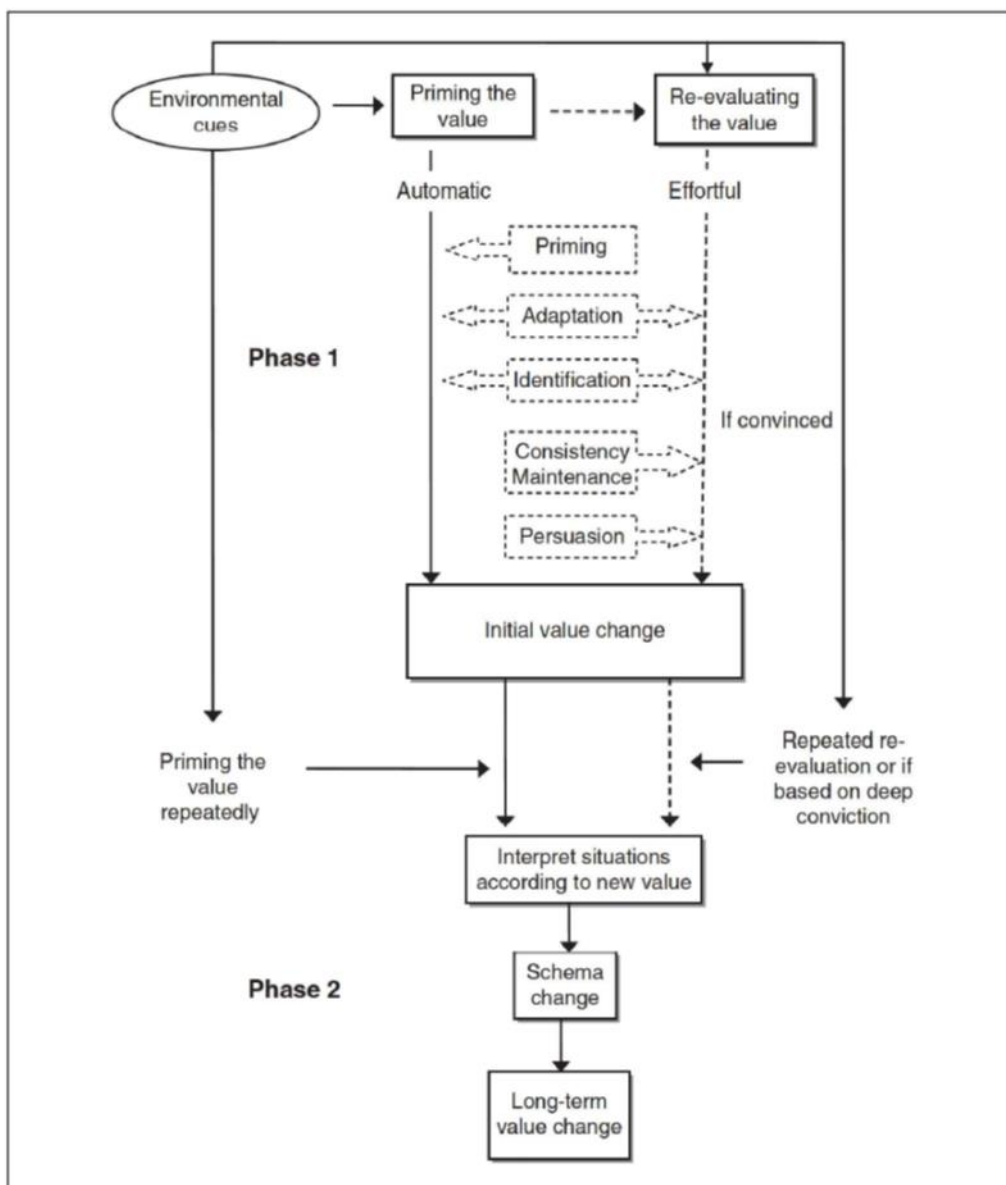 Environmental
cues
Priming the
value
Re-evaluating
the value
Automatic
Effortful
Priming
Adaptation
Phase 1
Identification
If convinced
Consistency
Maintenance
Persuasion
Initial value change
Priming the
value
repeatedly
Repeated re-
evaluation or if
based on deep
conviction
Interpret situations
according to new value
Phase 2
Schema
change
Long-term
value change